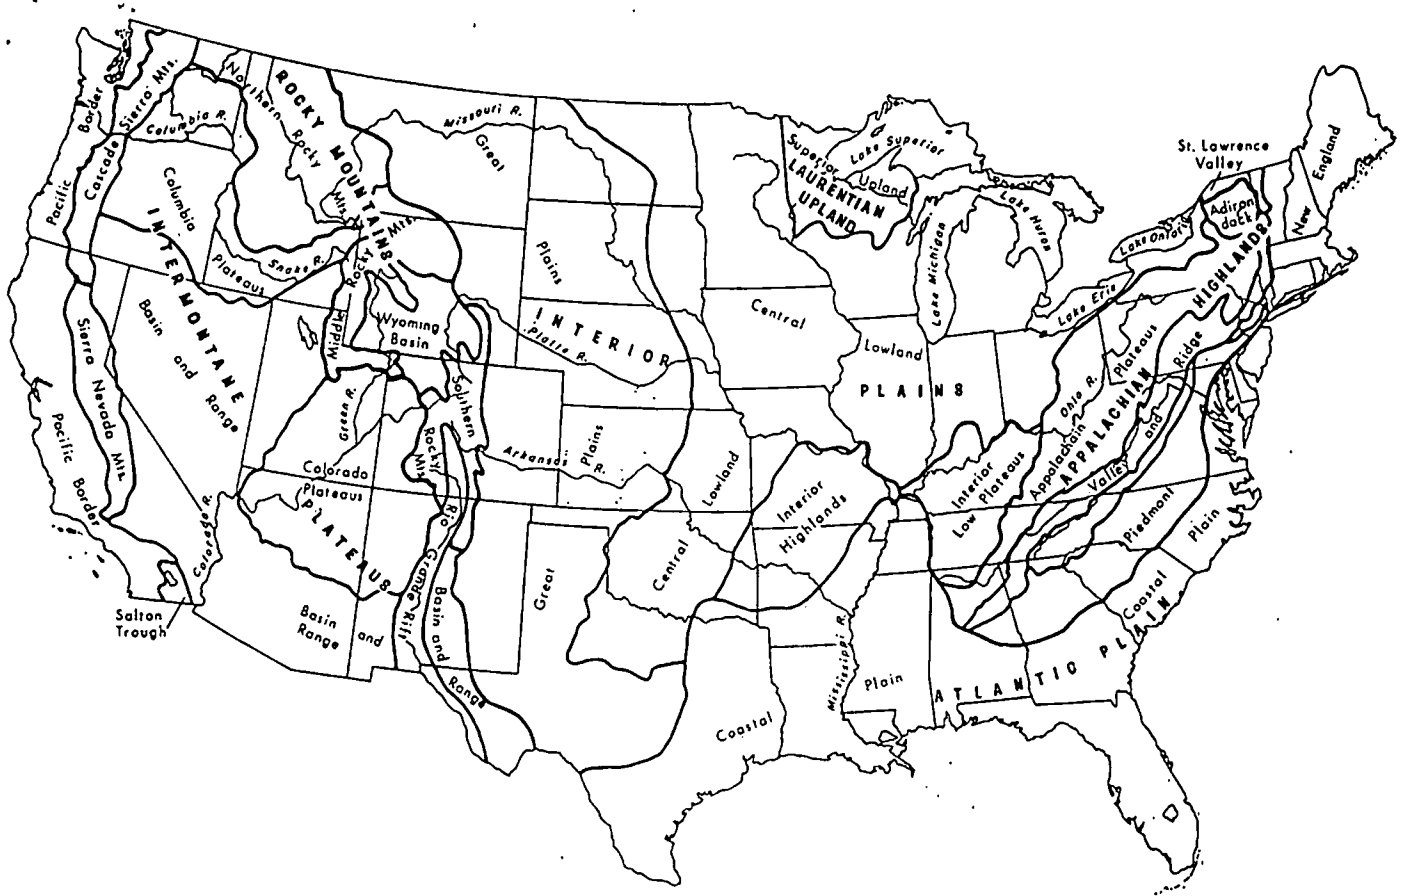 Pacific
Border
Cascade
Sierra Mts.
Columbia R.
Northern
Rocky
Mts.
ROCKY MOUNTAINS
Missouri R.
Great
Plains
Superior
Upland
Lake Superior
LAURENTIAN
UPLAND
Lake Michigan
Lake Huron
St. Lawrence
Valley
Adiron
dack
New
England
Lake Ontario
Lake Erie
Columbia
Plateaus
INTERMONTANE
PLATEAUS
Snake R.
Middle
Rocky
Mts.
Wyoming
Basin
Basin
and
Range
Sierra Nevada Mts.
Pacific Border
Green R.
Southern
Rocky
Mts.
Colorado
Plateaus
Colorado R.
Salton
Trough
Basin and
Range
Rio
Grande Rift
Basin and
Range
INTERIOR
PLAINS
Platte R.
Arkansas R.
Plains
Great
Central
Lowland
Lowland
Central
Interior
Highlands
Interior
Low Plateaus
Ohio R.
Appalachian
Plateaus
APPALACHIAN
HIGHLANDS
Valley
and
Ridge
Piedmont
Coastal
Plain
ATLANTIC PLAIN
Mississippi R.
Plain
Coastal